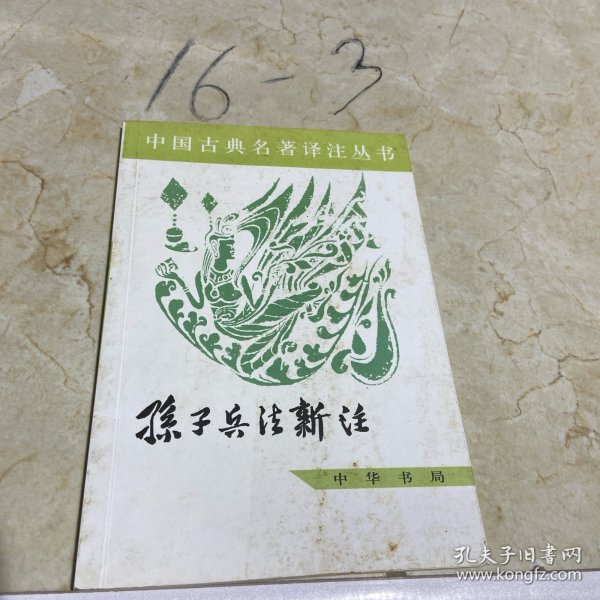 16-3
中国古典名著译注丛书
孫子兵法新注
中华书局
孔夫子旧书网
www.kongfz.com